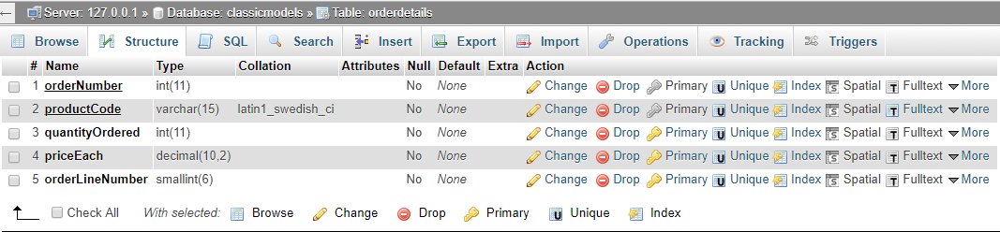 Server: 127.0.0.1 » Database: classicmodels » Table: orderdetails
Browse Structure SQL Search Insert Export Import Operations Tracking Triggers
# Name Type Collation Attributes Null Default Extra Action
1 orderNumber int(11) No None Change Drop Primary Unique Index Spatial Fulltext More
2 productCode varchar(15) latin1_swedish_ci No None Change Drop Primary Unique Index Spatial Fulltext More
3 quantityOrdered int(11) No None Change Drop Primary Unique Index Spatial Fulltext More
4 priceEach decimal(10,2) No None Change Drop Primary Unique Index Spatial Fulltext More
5 orderLineNumber smallint(6) No None Change Drop Primary Unique Index Spatial Fulltext More
Check All With selected: Browse Change Drop Primary Unique Index